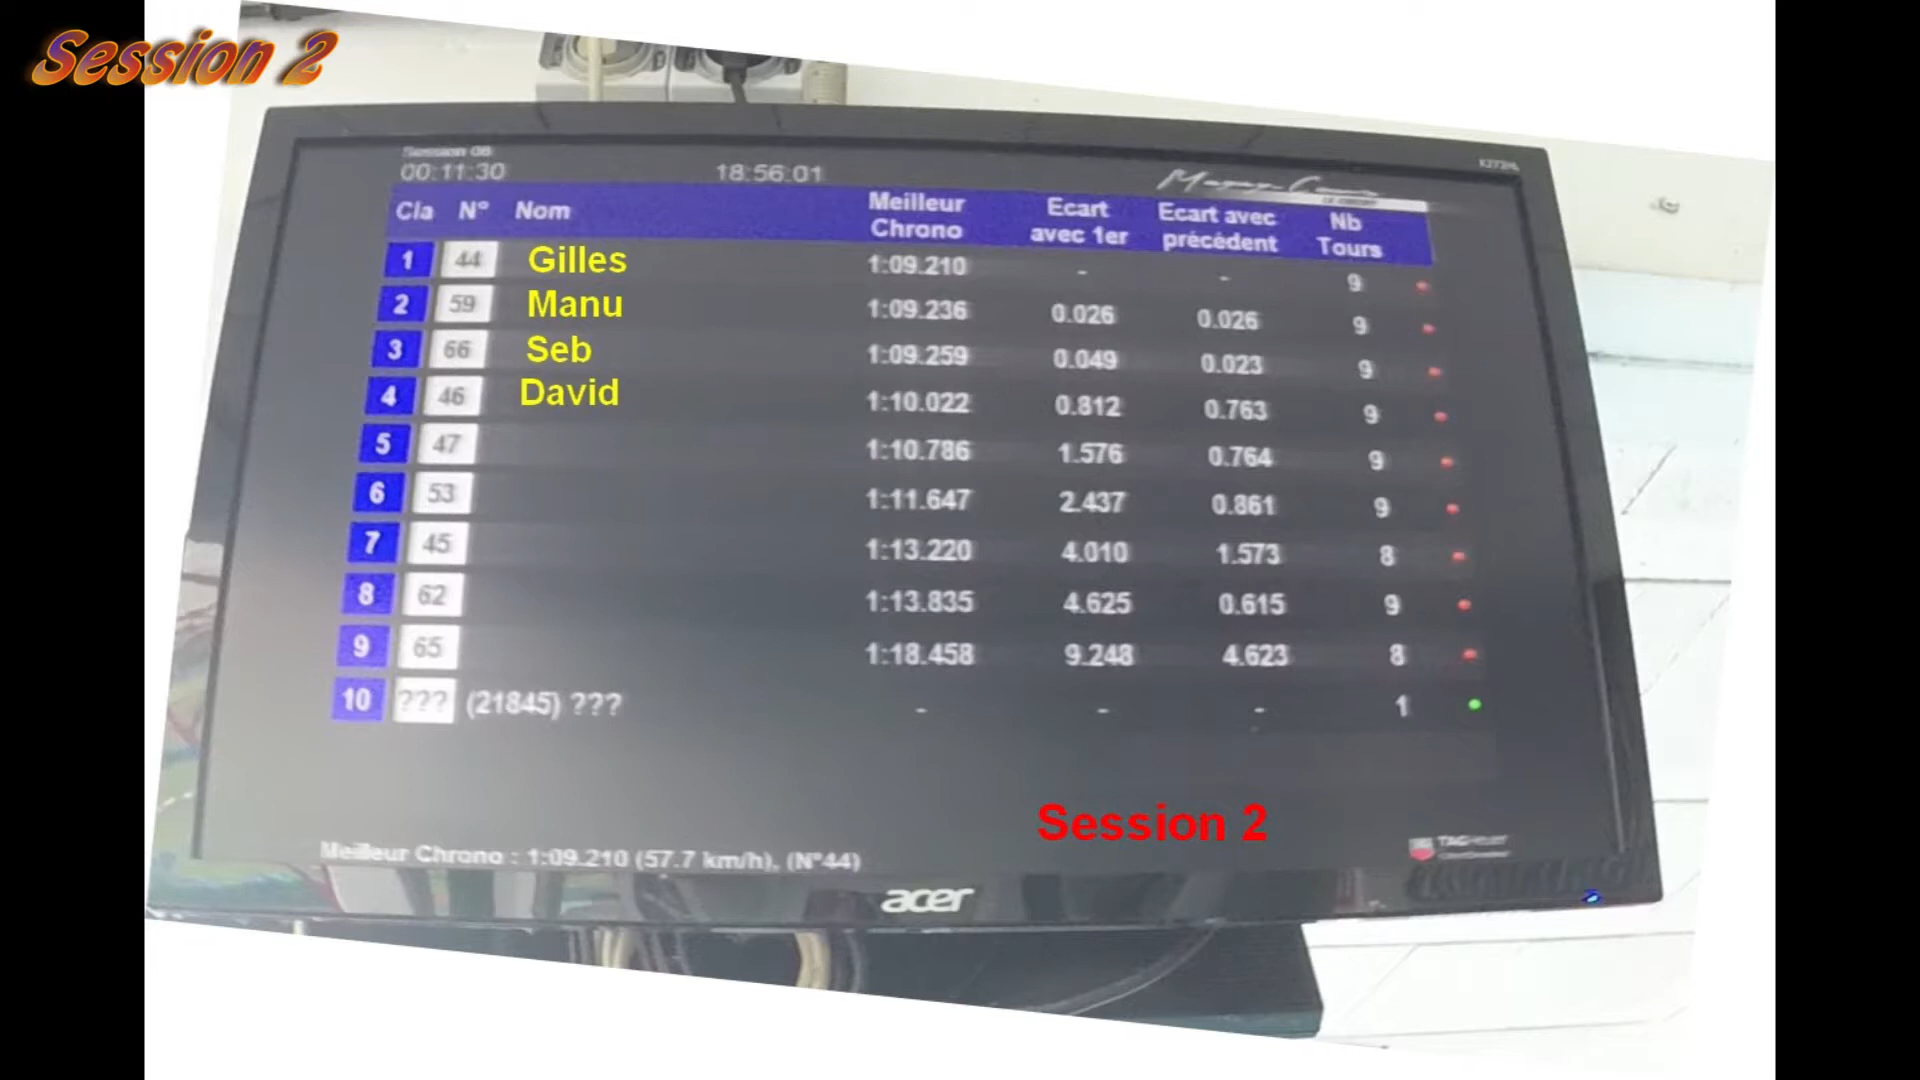 Session 2
Session 08
00:11:30 18:56:01
Cla N° Nom Meilleur Chrono Ecart avec 1er Ecart avec précédent Nb Tours
1 44 Gilles 1:09.210 - - 9
2 59 Manu 1:09.236 0.026 0.026 9
3 66 Seb 1:09.259 0.049 0.023 9
4 46 David 1:10.022 0.812 0.763 9
5 47 1:10.786 1.576 0.764 9
6 53 1:11.647 2.437 0.861 9
7 45 1:13.220 4.010 1.573 8
8 62 1:13.835 4.625 0.615 9
9 65 1:18.458 9.248 4.623 8
10 ??? (21845) ??? - - - 1
Session 2
TAGHeuer
Meilleur Chrono : 1:09.210 (57.7 km/h), (N°44)
acer